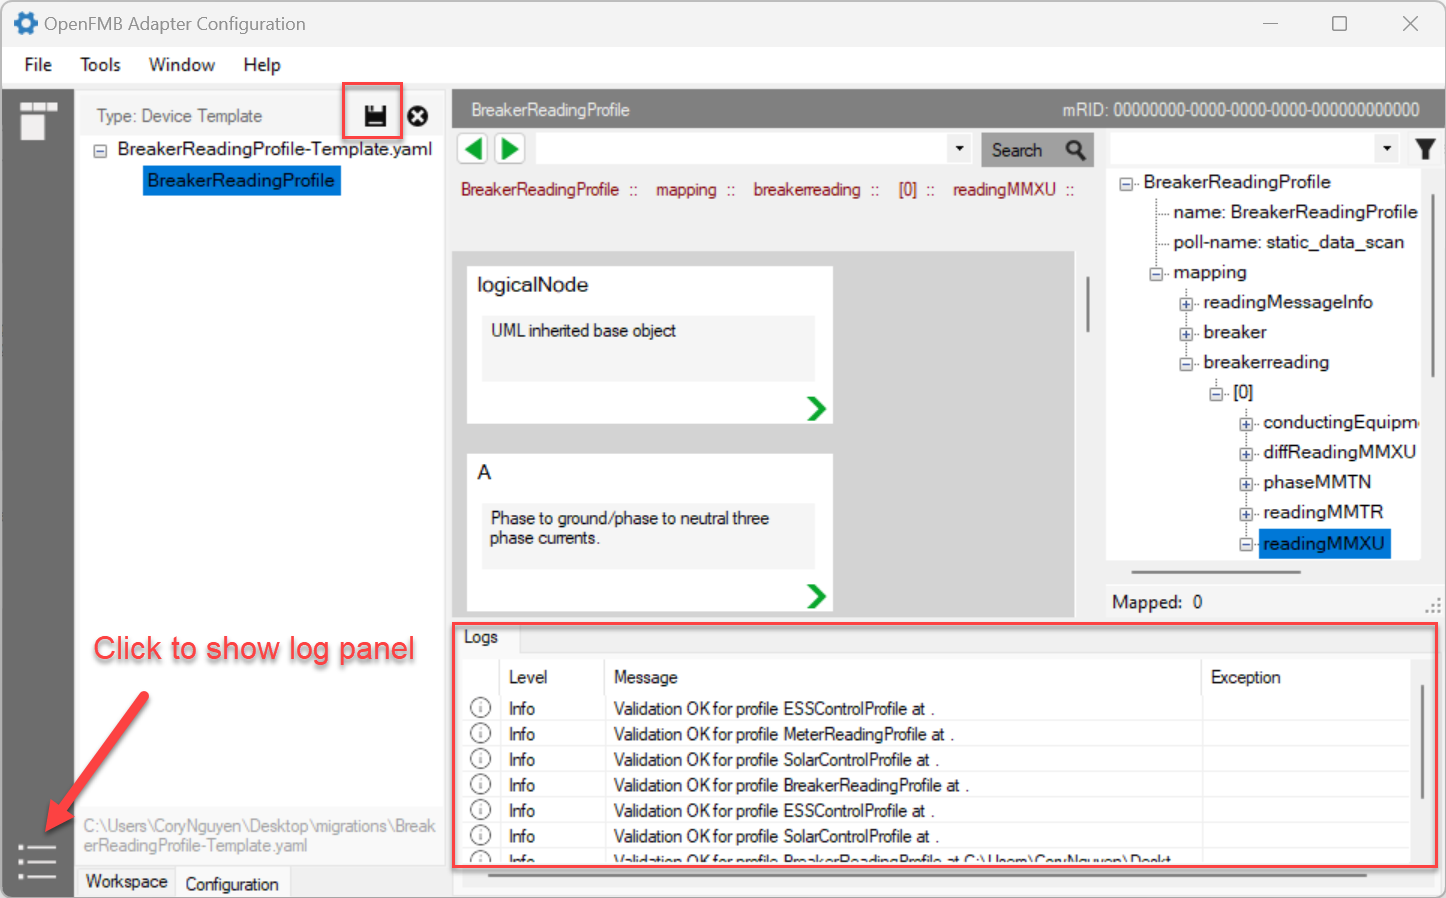 OpenFMB Adapter Configuration
File Tools Window Help
Type: Device Template
BreakerReadingProfile-Template.yaml
BreakerReadingProfile
Click to show log panel
C:\Users\CoryNguyen\Desktop\migrations\Break
erReadingProfile-Template.yaml
Workspace Configuration
BreakerReadingProfile mRID: 00000000-0000-0000-0000-000000000000
Search
BreakerReadingProfile :: mapping :: breakerreading :: [0] :: readingMMXU ::
logicalNode
UML inherited base object
A
Phase to ground/phase to neutral three
phase currents.
BreakerReadingProfile
name: BreakerReadingProfile
poll-name: static_data_scan
mapping
readingMessageInfo
breaker
breakerreading
[0]
conductingEquipm
diffReadingMMXU
phaseMMTN
readingMMTR
readingMMXU
Mapped: 0
Logs
Level Message Exception
Info Validation OK for profile ESSControlProfile at .
Info Validation OK for profile MeterReadingProfile at .
Info Validation OK for profile SolarControlProfile at .
Info Validation OK for profile BreakerReadingProfile at .
Info Validation OK for profile ESSControlProfile at .
Info Validation OK for profile SolarControlProfile at .
Info Validation OK for profile BreakerReadingProfile at C:\Users\CoryNguyen\Deskt